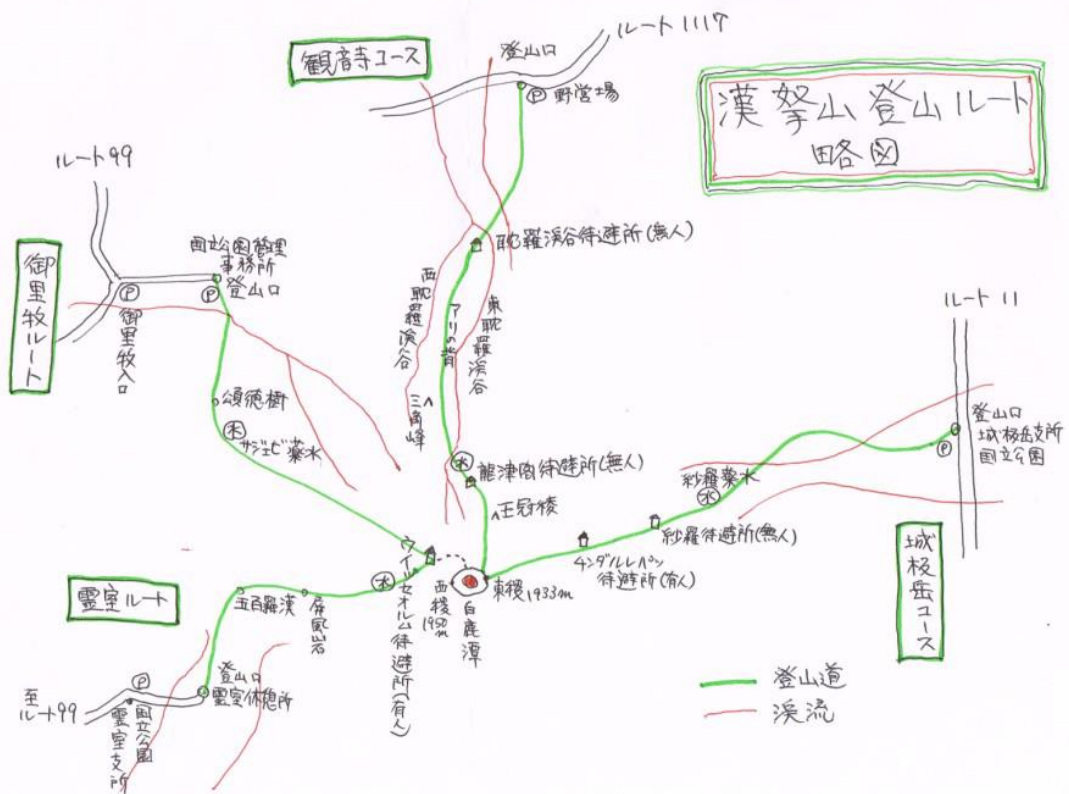 漢拏山登山ルート
略図
観音寺コース
ルート1117
登山口
Ⓟ 野営場
耽羅渓谷待避所(無人)
西耽羅渓谷
アリの背
東耽羅渓谷
三角峰
水
龍津閣待避所(無人)
王冠稜
ルート99
御里牧ルート
国立公園管理
事務所
登山口
Ⓟ
Ⓟ
御里牧入口
頌徳樹
水
サジェビ薬水
ルート11
登山口
城板岳支所
国立公園
Ⓟ
城板岳コース
紗羅薬水
水
紗羅待避所(無人)
チンダルレバッ
待避所(有人)
東稜1933m
白鹿潭
西稜1950m
ウイッセオルム待避所(有人)
水
屏風岩
五百羅漢
霊室ルート
登山口
霊室休憩所
Ⓟ
国立公園
霊室支所
至
ルート99
登山道
渓流